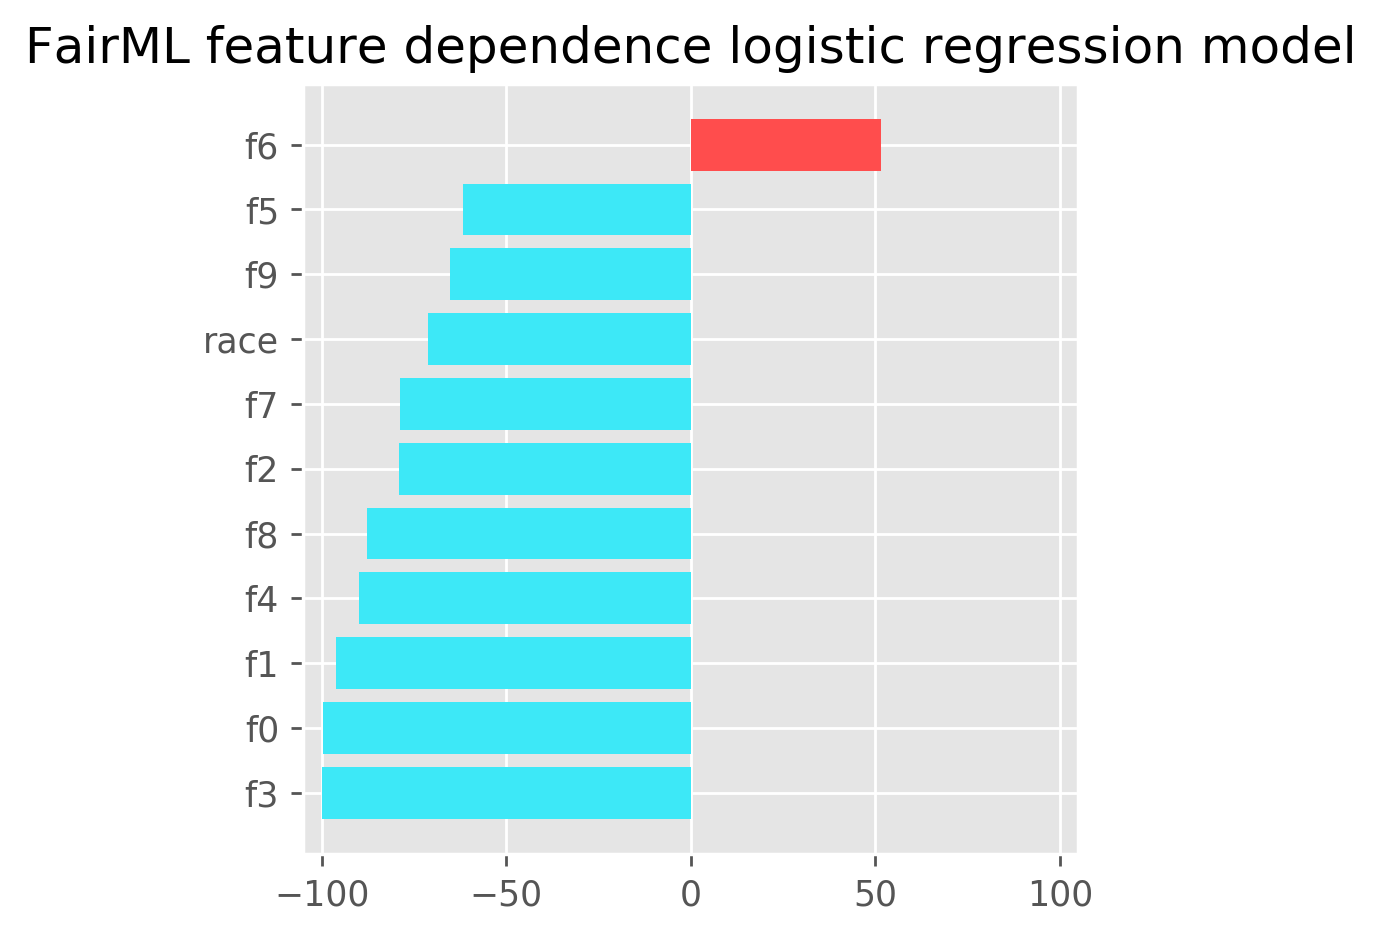 FairML feature dependence logistic regression model
f6
f5
f9
race
f7
f2
f8
f4
f1
f0
f3
−100 −50 0 50 100